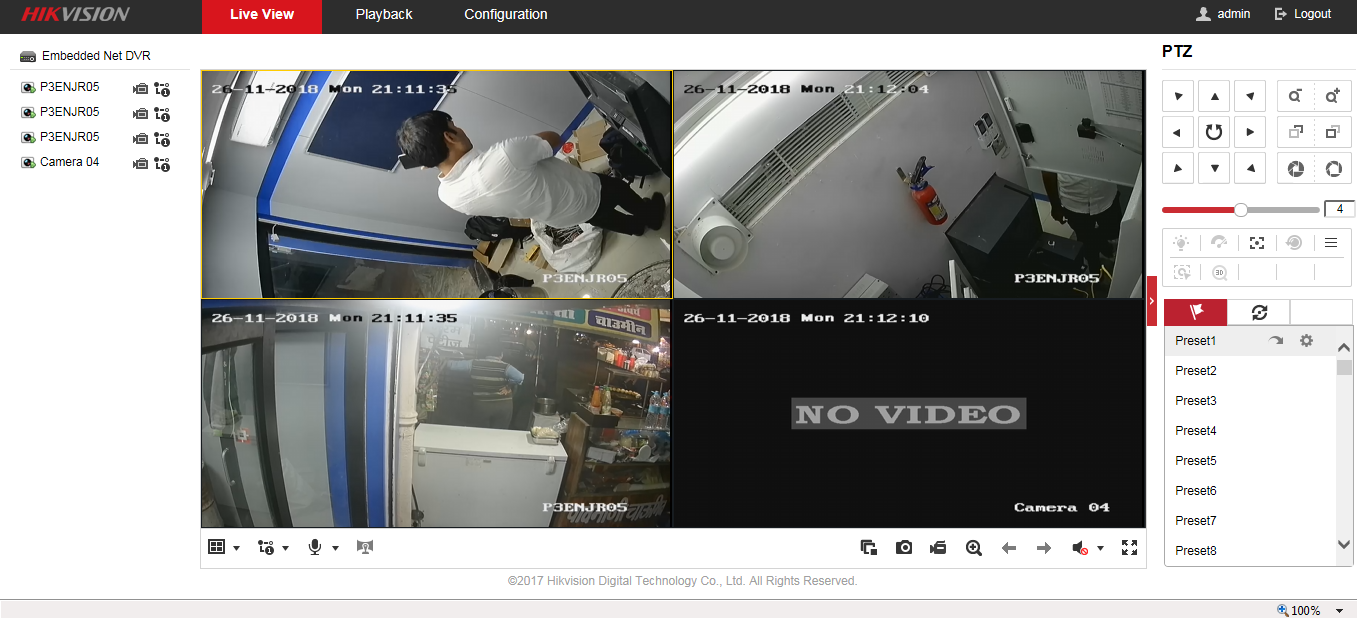 HIKVISION
Live View
Playback
Configuration
admin
Logout
Embedded Net DVR
P3ENJR05
P3ENJR05
P3ENJR05
Camera 04
26-11-2018 Mon 21:11:35
P3ENJR05
26-11-2018 Mon 21:12:04
P3ENJR05
26-11-2018 Mon 21:11:35
चाउमीन
P3ENJR05
26-11-2018 Mon 21:12:10
NO VIDEO
Camera 04
PTZ
4
3D
Preset1
Preset2
Preset3
Preset4
Preset5
Preset6
Preset7
Preset8
©2017 Hikvision Digital Technology Co., Ltd. All Rights Reserved.
100%